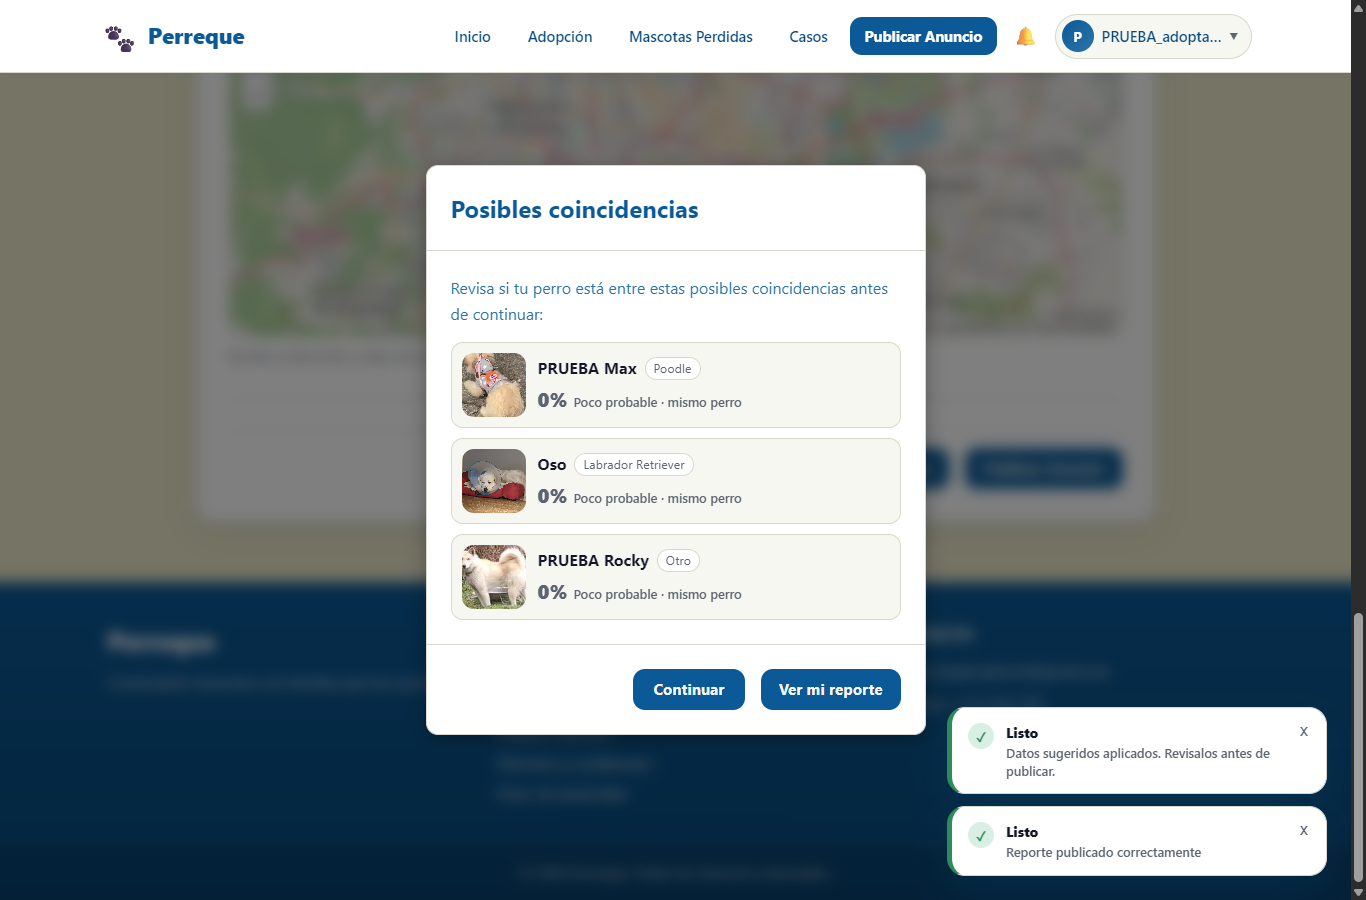 Perreque
Inicio
Adopción
Mascotas Perdidas
Casos
Publicar Anuncio
P
PRUEBA_adopta...
Posibles coincidencias
Revisa si tu perro está entre estas posibles coincidencias antes
de continuar:
PRUEBA Max
Poodle
0% Poco probable · mismo perro
Oso
Labrador Retriever
0% Poco probable · mismo perro
PRUEBA Rocky
Otro
0% Poco probable · mismo perro
Continuar
Ver mi reporte
Listo
X
Datos sugeridos aplicados. Revisalos antes de
publicar.
Listo
X
Reporte publicado correctamente